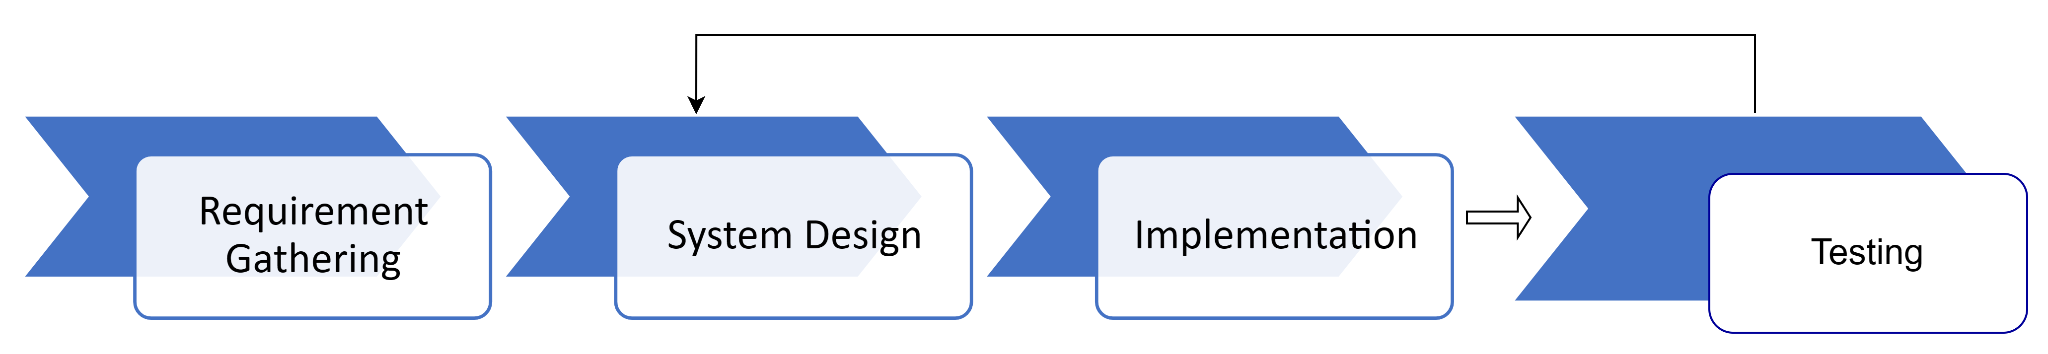 Requirement
Gathering
System Design
Implementation
Testing